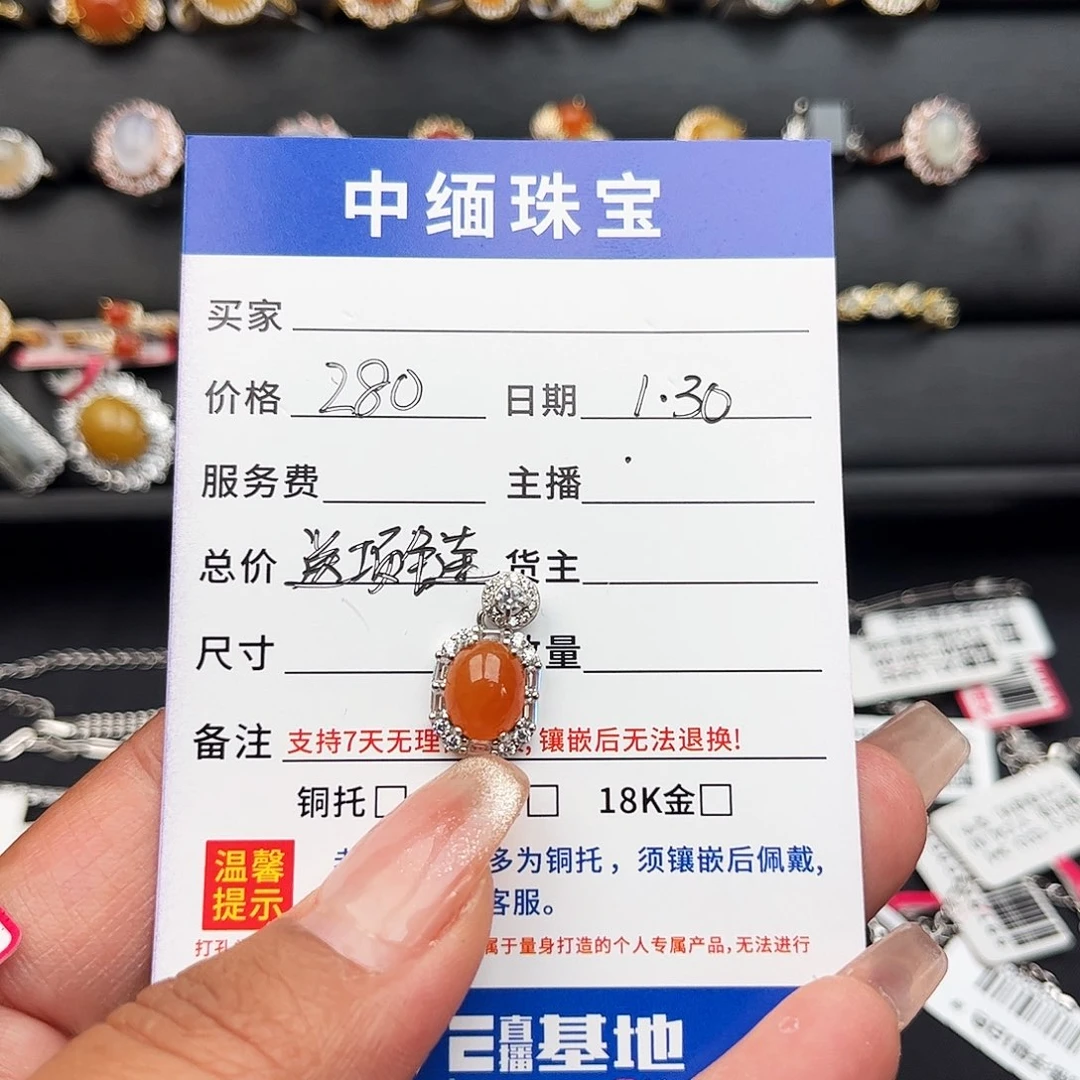 中缅珠宝
买家
价格 280 日期 1·30
服务费 主播
总价 送项链 货主
尺寸 量
备注 支持7天无理 镶嵌后无法退换!
铜托□ □ 18K金□
温馨提示 多为铜托，须镶嵌后佩戴,
客服。
打孔 属于量身打造的个人专属产品,无法进行
直播基地